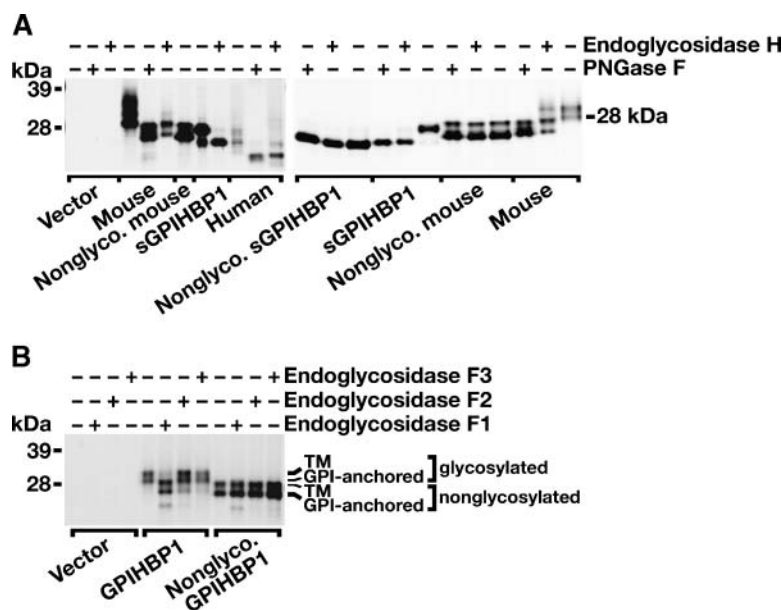 A
− − + − − + − − − + − + − + − − + − − + − − + − Endoglycosidase H
kDa − + − − + − − − + − + − + − − + − − + − − + − − PNGase F
39
28
28 kDa
Vector
Mouse
Nonglyco. mouse
sGPIHBP1
Human
Nonglyco. sGPIHBP1
sGPIHBP1
Nonglyco. mouse
Mouse
B
− − − + − − − + − − − + Endoglycosidase F3
− − + − − − + − − − + − Endoglycosidase F2
kDa − + − − − + − − − + − − Endoglycosidase F1
39
28
TM
GPI-anchored
glycosylated
TM
GPI-anchored
nonglycosylated
Vector
GPIHBP1
Nonglyco.
GPIHBP1